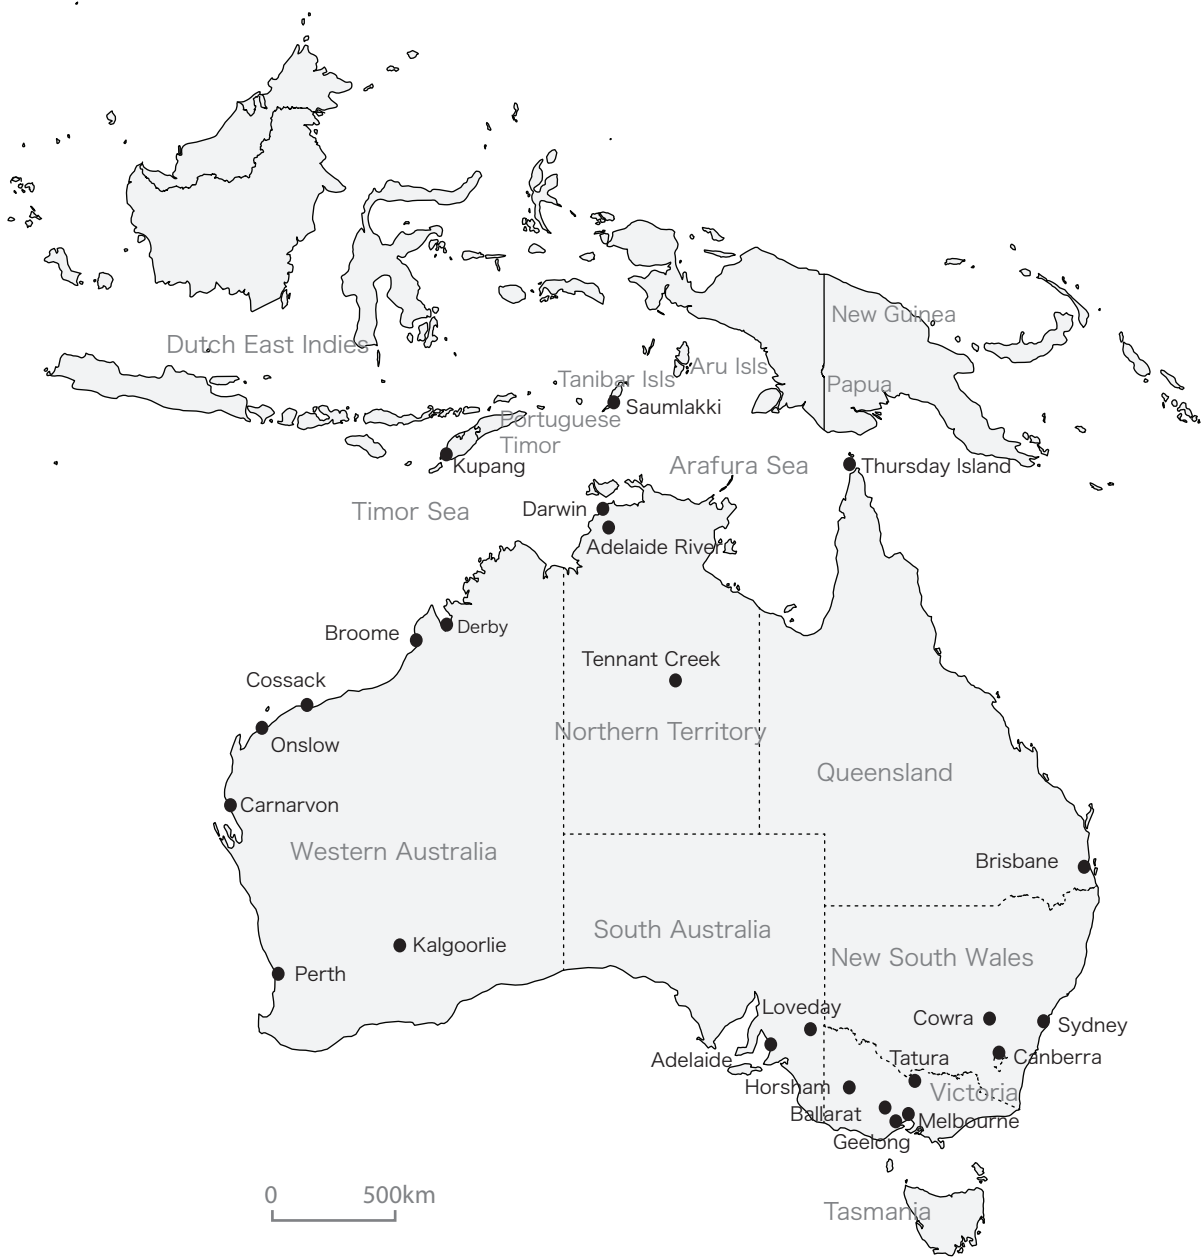 New Guinea
Dutch East Indies
Aru Isls
Tanibar Isls
Papua
Saumlakki
Portuguese
Timor
Kupang
Arafura Sea
Thursday Island
Timor Sea
Darwin
Adelaide River
Broome
Derby
Tennant Creek
Cossack
Northern Territory
Onslow
Queensland
Carnarvon
Western Australia
Brisbane
South Australia
Kalgoorlie
New South Wales
Perth
Loveday
Cowra
Sydney
Adelaide
Tatura
Canberra
Horsham
Victoria
Ballarat
Melbourne
Geelong
0 500km
Tasmania